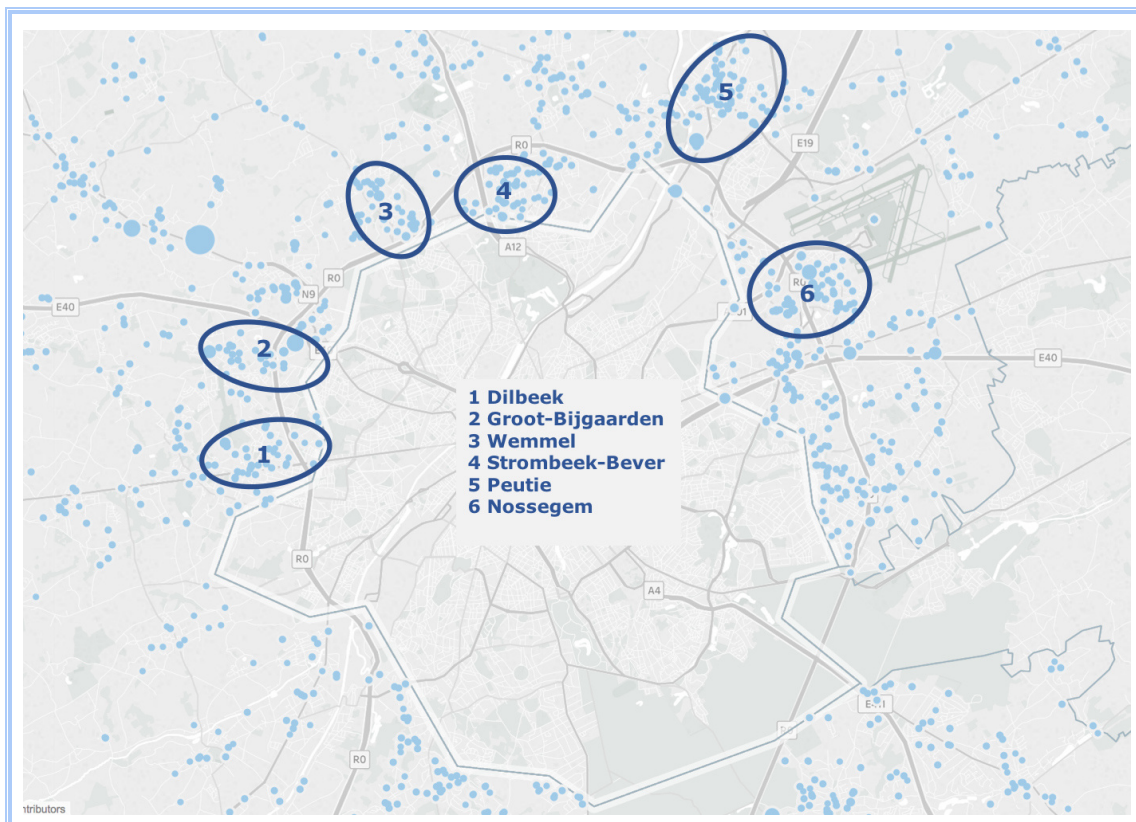 5
R0
E19
4
3
A12
R0
6
R0
N9
E40
2
E40
1 Dilbeek
2 Groot-Bijgaarden
3 Wemmel
4 Strombeek-Bever
5 Peutie
6 Nossegem
1
R0
A4
R0
ntributors